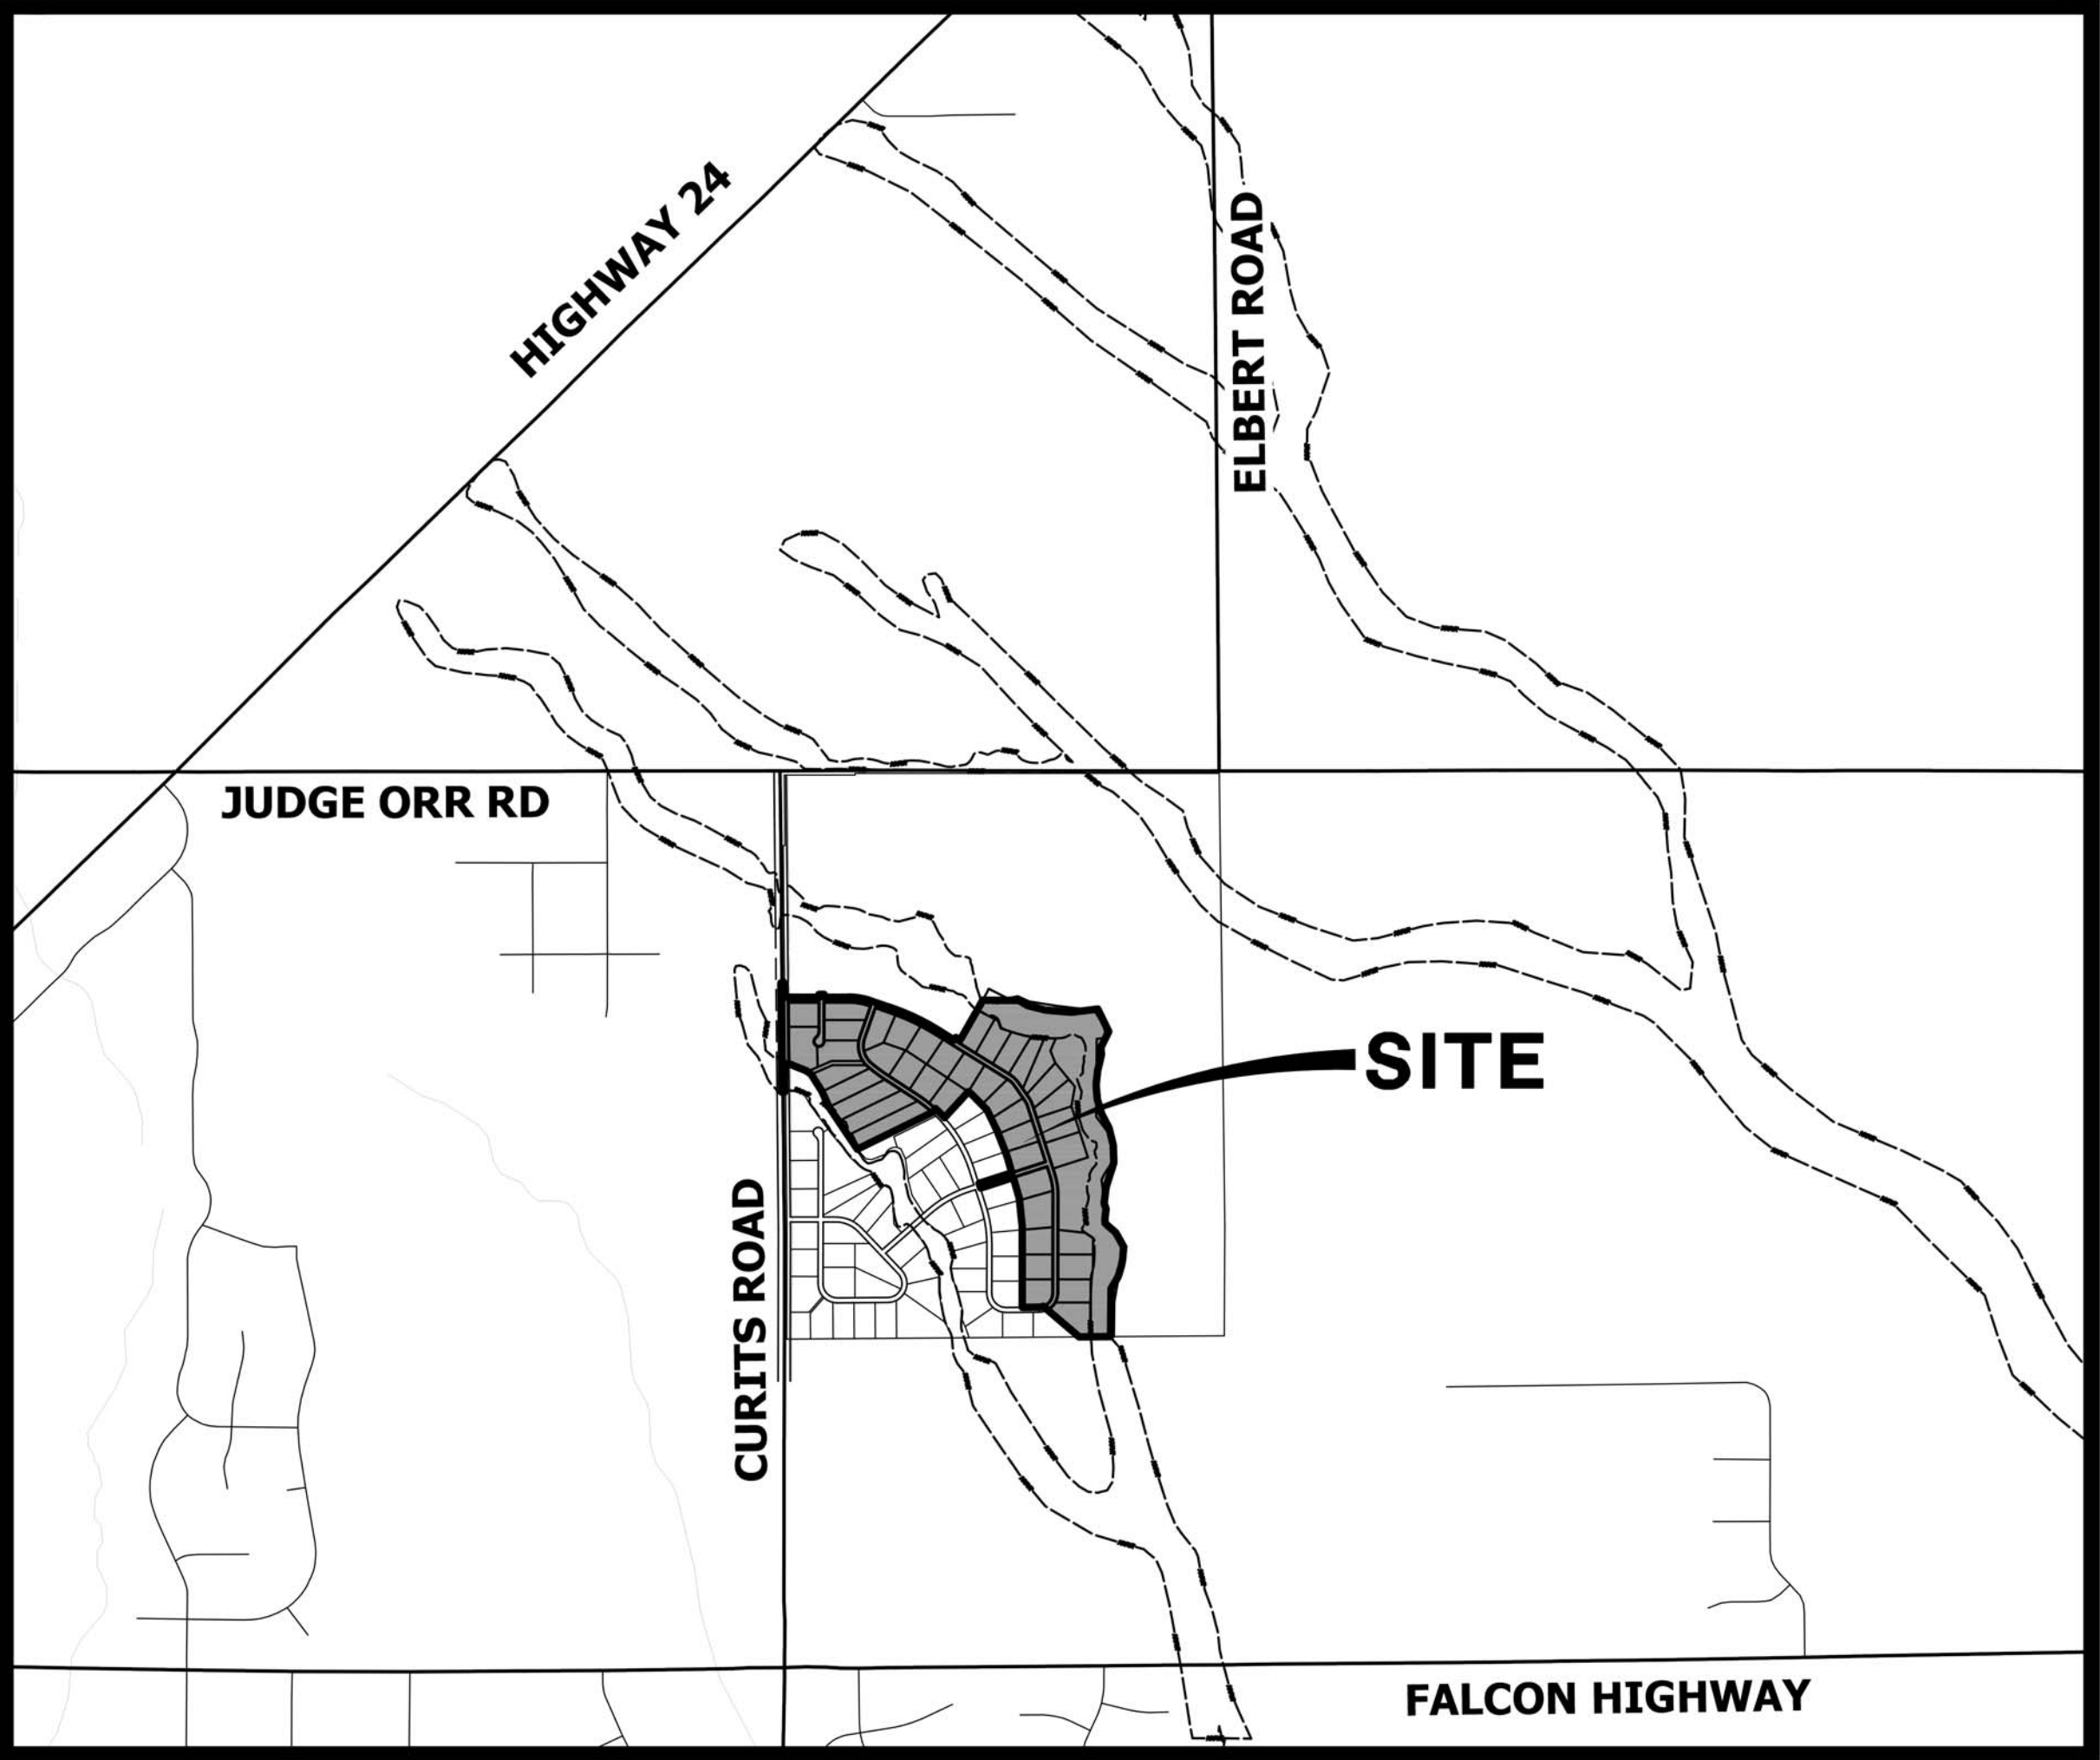 HIGHWAY 24
ELBERT ROAD
JUDGE ORR RD
SITE
CURITS ROAD
FALCON HIGHWAY